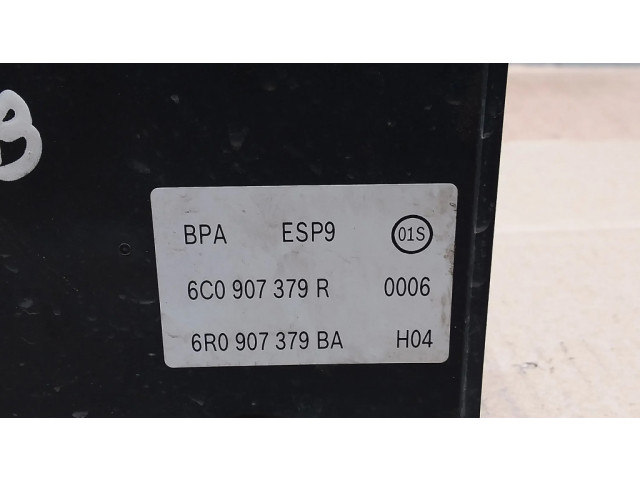 B
BPA ESP9 01S
6C0 907 379 R 0006
6R0 907 379 BA H04